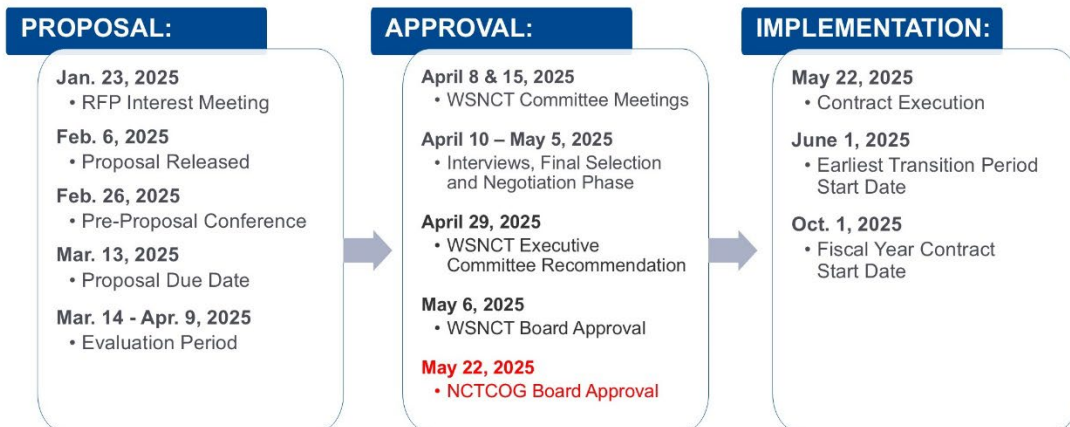 PROPOSAL:
Jan. 23, 2025
• RFP Interest Meeting
Feb. 6, 2025
• Proposal Released
Feb. 26, 2025
• Pre-Proposal Conference
Mar. 13, 2025
• Proposal Due Date
Mar. 14 - Apr. 9, 2025
• Evaluation Period
APPROVAL:
April 8 & 15, 2025
• WSNCT Committee Meetings
April 10 – May 5, 2025
• Interviews, Final Selection
and Negotiation Phase
April 29, 2025
• WSNCT Executive
Committee Recommendation
May 6, 2025
• WSNCT Board Approval
May 22, 2025
• NCTCOG Board Approval
IMPLEMENTATION:
May 22, 2025
• Contract Execution
June 1, 2025
• Earliest Transition Period
Start Date
Oct. 1, 2025
• Fiscal Year Contract
Start Date